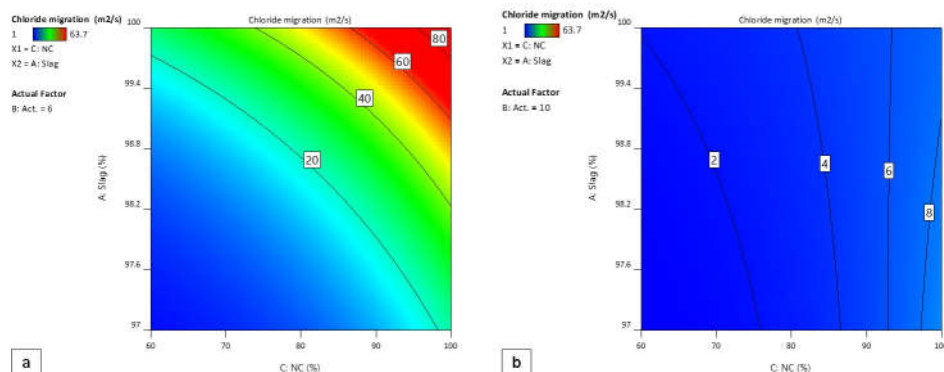 Chloride migration (m2/s)
1 63.7
X1 = C: NC
X2 = A: Slag
Actual Factor
B: Act. = 6
Chloride migration (m2/s)
A: Slag (%)
100
99.4
98.8
98.2
97.6
97
80
60
40
20
60 70 80 90 100
C: NC (%)
a
b
Chloride migration (m2/s)
1 63.7
X1 = C: NC
X2 = A: Slag
Actual Factor
B: Act. = 10
Chloride migration (m2/s)
A: Slag (%)
100
99.4
98.8
98.2
97.6
97
2
4
6
8
60 70 80 90 100
C: NC (%)